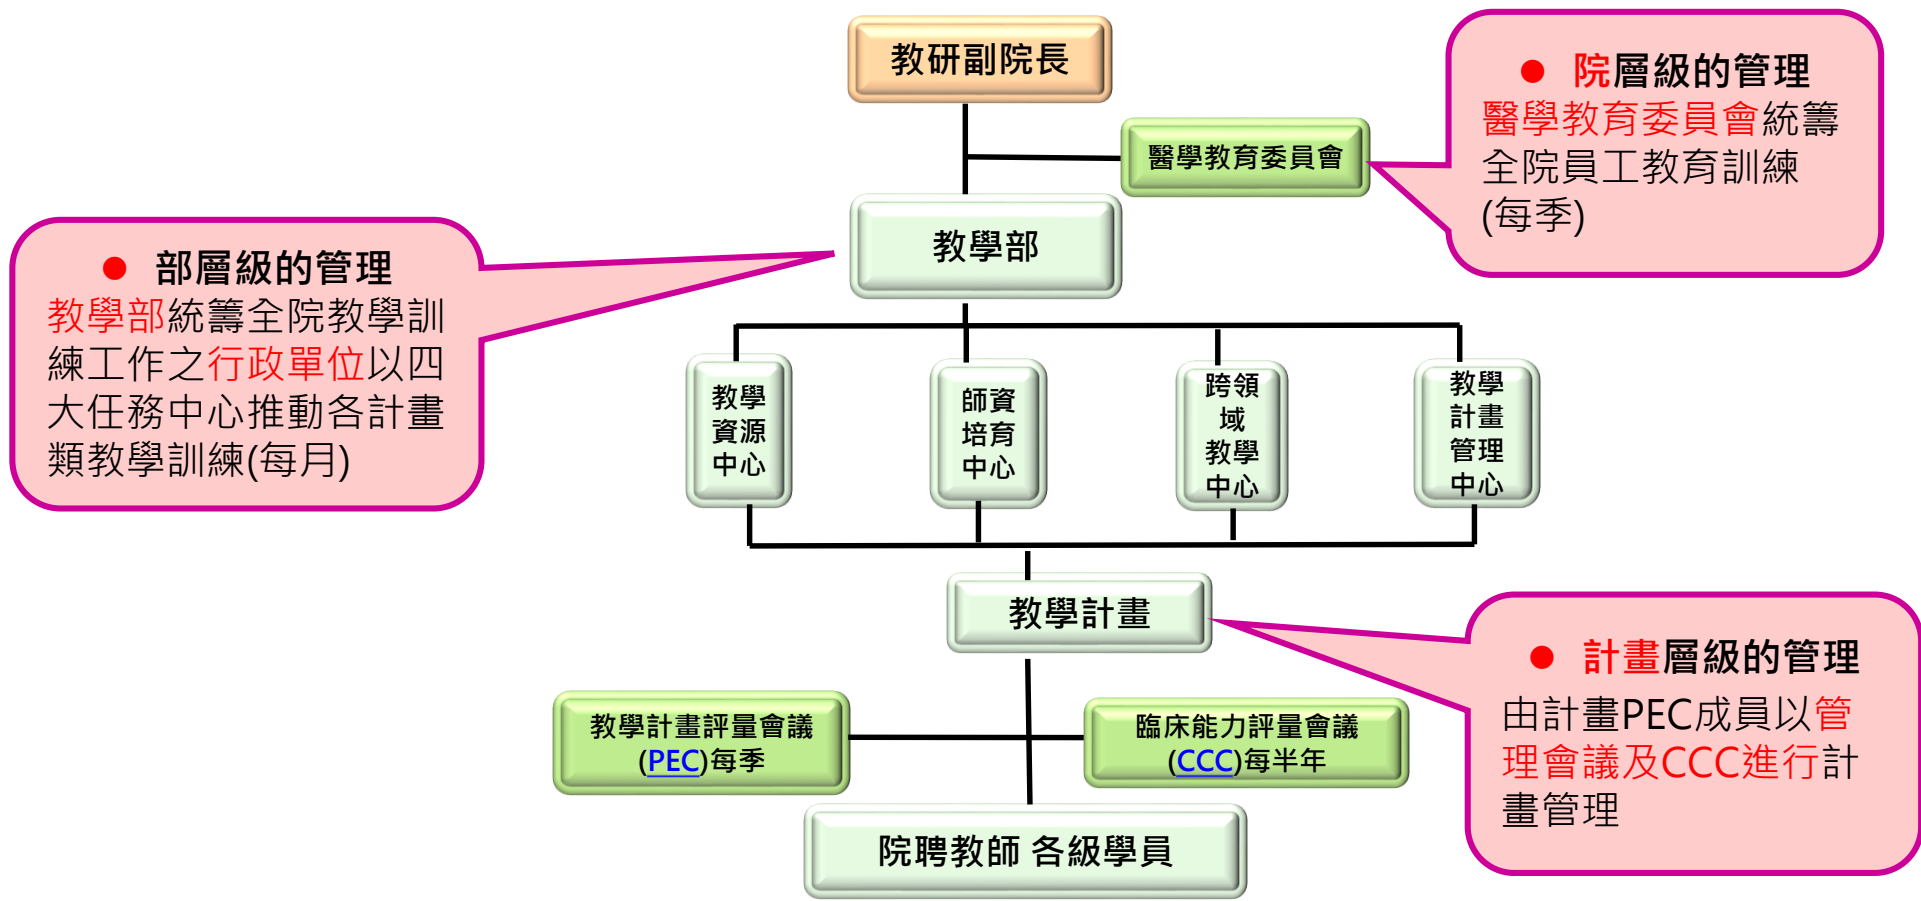 教研副院長
醫學教育委員會
● 院層級的管理
醫學教育委員會統籌
全院員工教育訓練
(每季)
教學部
● 部層級的管理
教學部統籌全院教學訓
練工作之行政單位以四
大任務中心推動各計畫
類教學訓練(每月)
教學
資源
中心
師資
培育
中心
跨領
域
教學
中心
教學
計畫
管理
中心
教學計畫
● 計畫層級的管理
由計畫PEC成員以管
理會議及CCC進行計
畫管理
教學計畫評量會議
(PEC)每季
臨床能力評量會議
(CCC)每半年
院聘教師 各級學員